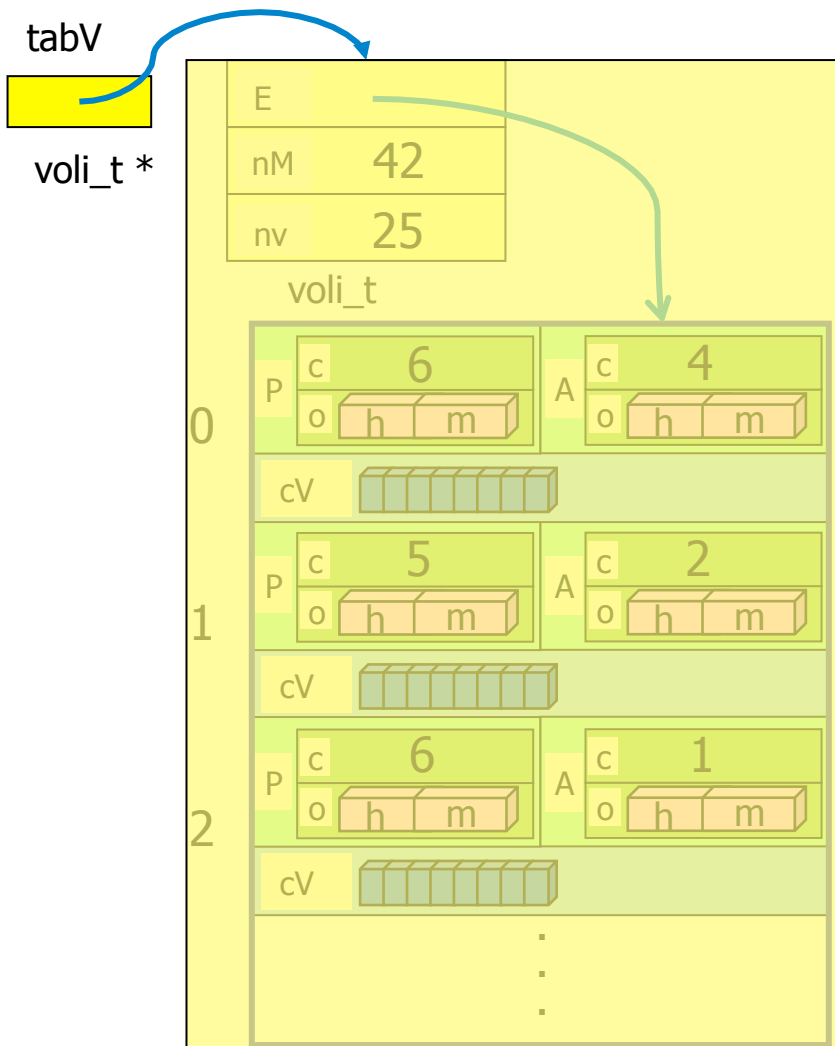 tabV
voli_t *
E
nM 42
nv 25
voli_t
0
P c 6 A c 4
o h m o h m
cV
1
P c 5 A c 2
o h m o h m
cV
2
P c 6 A c 1
o h m o h m
cV
.
.
.